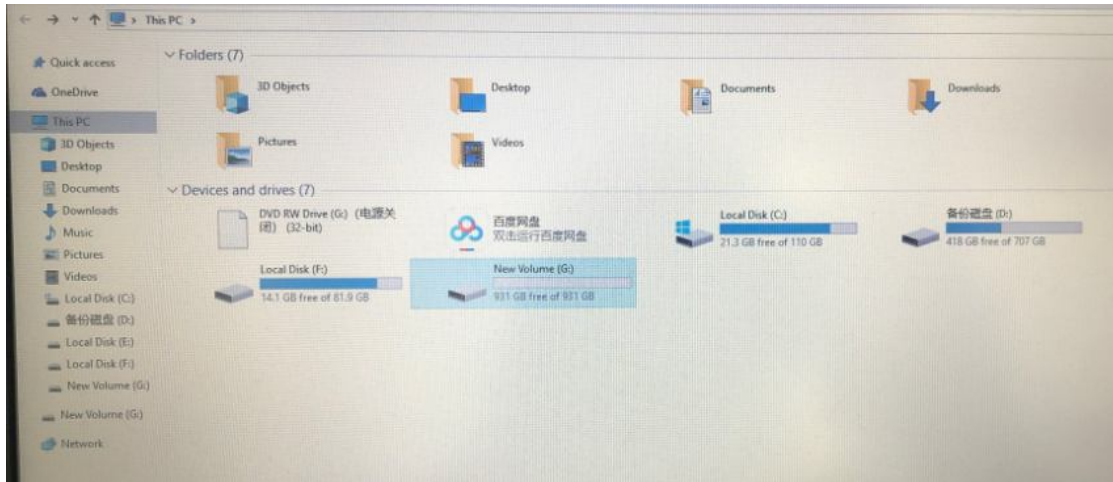 This PC
Folders (7)
3D Objects
Desktop
Documents
Downloads
Pictures
Videos
Devices and drives (7)
DVD RW Drive (G:) (电源关
闭) (32-bit)
百度网盘
双击运行百度网盘
Local Disk (C:)
21.3 GB free of 110 GB
备份磁盘 (D:)
418 GB free of 707 GB
Local Disk (F:)
14.1 GB free of 81.9 GB
New Volume (G:)
931 GB free of 931 GB
Quick access
OneDrive
This PC
3D Objects
Desktop
Documents
Downloads
Music
Pictures
Videos
Local Disk (C:)
备份磁盘 (D:)
Local Disk (E:)
Local Disk (F:)
New Volume (G:)
New Volume (G:)
Network